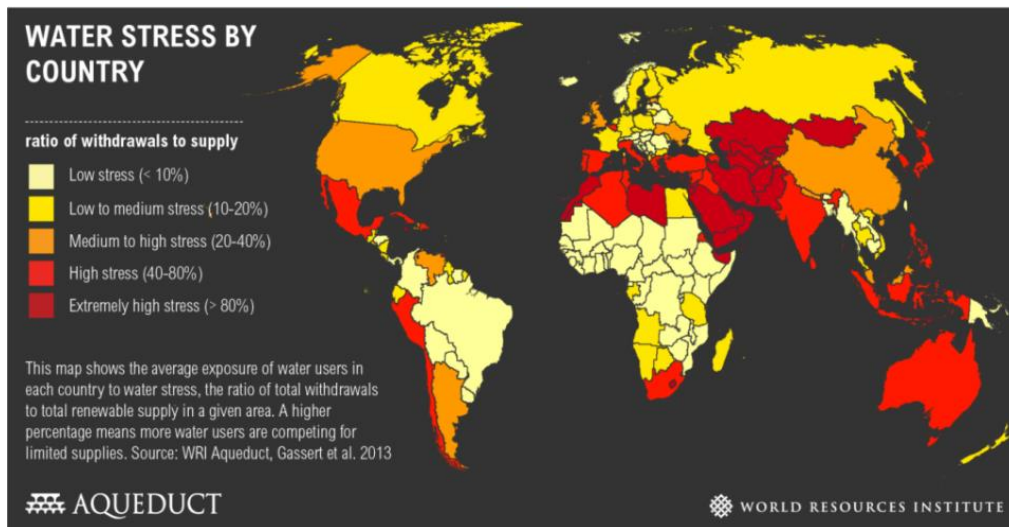 WATER STRESS BY
COUNTRY
ratio of withdrawals to supply
Low stress (< 10%)
Low to medium stress (10-20%)
Medium to high stress (20-40%)
High stress (40-80%)
Extremely high stress (> 80%)
This map shows the average exposure of water users in
each country to water stress, the ratio of total withdrawals
to total renewable supply in a given area. A higher
percentage means more water users are competing for
limited supplies. Source: WRI Aqueduct, Gassert et al. 2013
AQUEDUCT
WORLD RESOURCES INSTITUTE